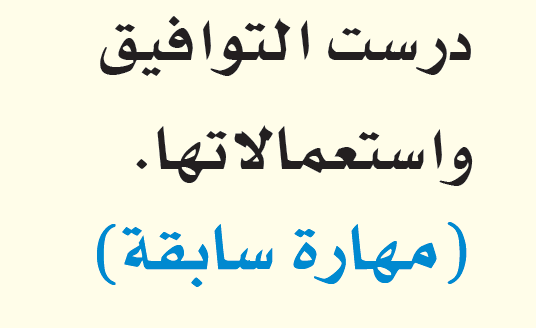 درست التوافيق
واستعمالاتها.
(مهارة سابقة)